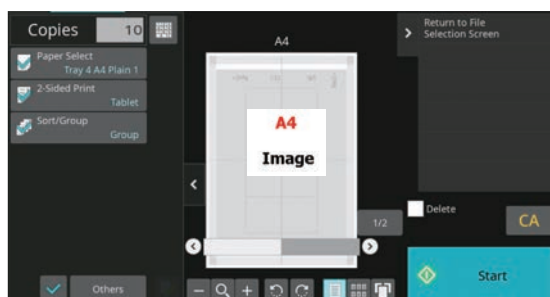 Copies 10
Paper Select
Tray 4 A4 Plain 1
2-Sided Print
Tablet
Sort/Group
Group
Others
A4
A4
Image
1/2
Return to File
Selection Screen
Delete
CA
Start